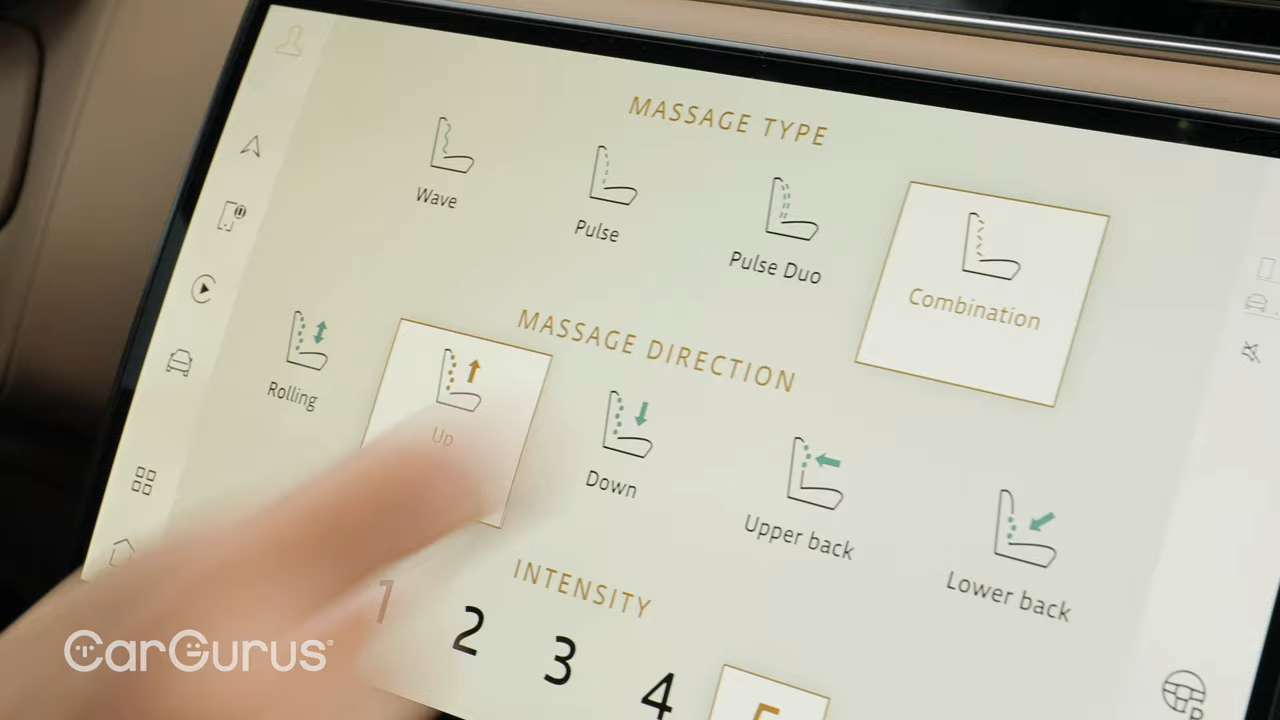 MASSAGE TYPE
Wave
Pulse
Pulse Duo
Combination
MASSAGE DIRECTION
Rolling
Up
Down
Upper back
Lower back
INTENSITY
1
2
3
4
5
P
CarGurus®